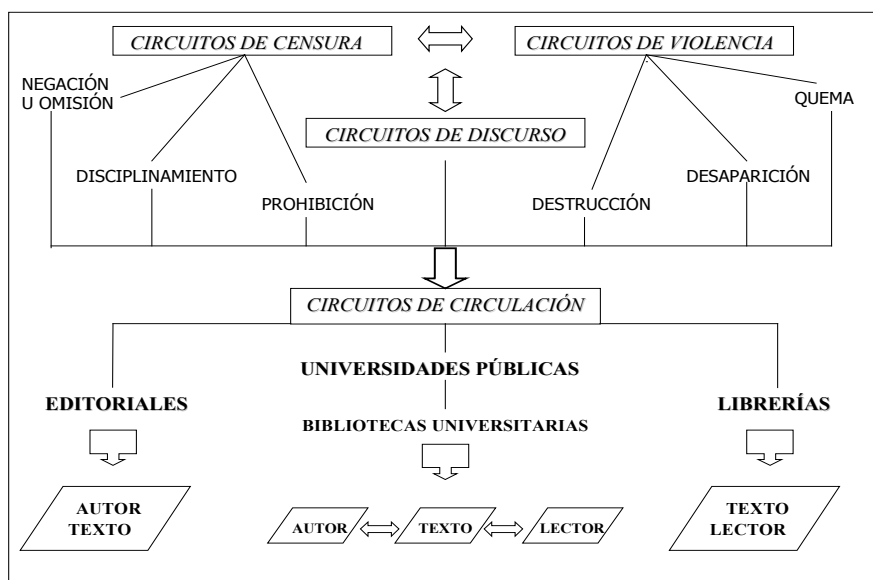 CIRCUITOS DE CENSURA
CIRCUITOS DE VIOLENCIA
NEGACIÓN
U OMISIÓN
QUEMA
CIRCUITOS DE DISCURSO
DISCIPLINAMIENTO
DESAPARICIÓN
PROHIBICIÓN
DESTRUCCIÓN
CIRCUITOS DE CIRCULACIÓN
UNIVERSIDADES PÚBLICAS
EDITORIALES
LIBRERÍAS
BIBLIOTECAS UNIVERSITARIAS
AUTOR
TEXTO
AUTOR
TEXTO
LECTOR
TEXTO
LECTOR